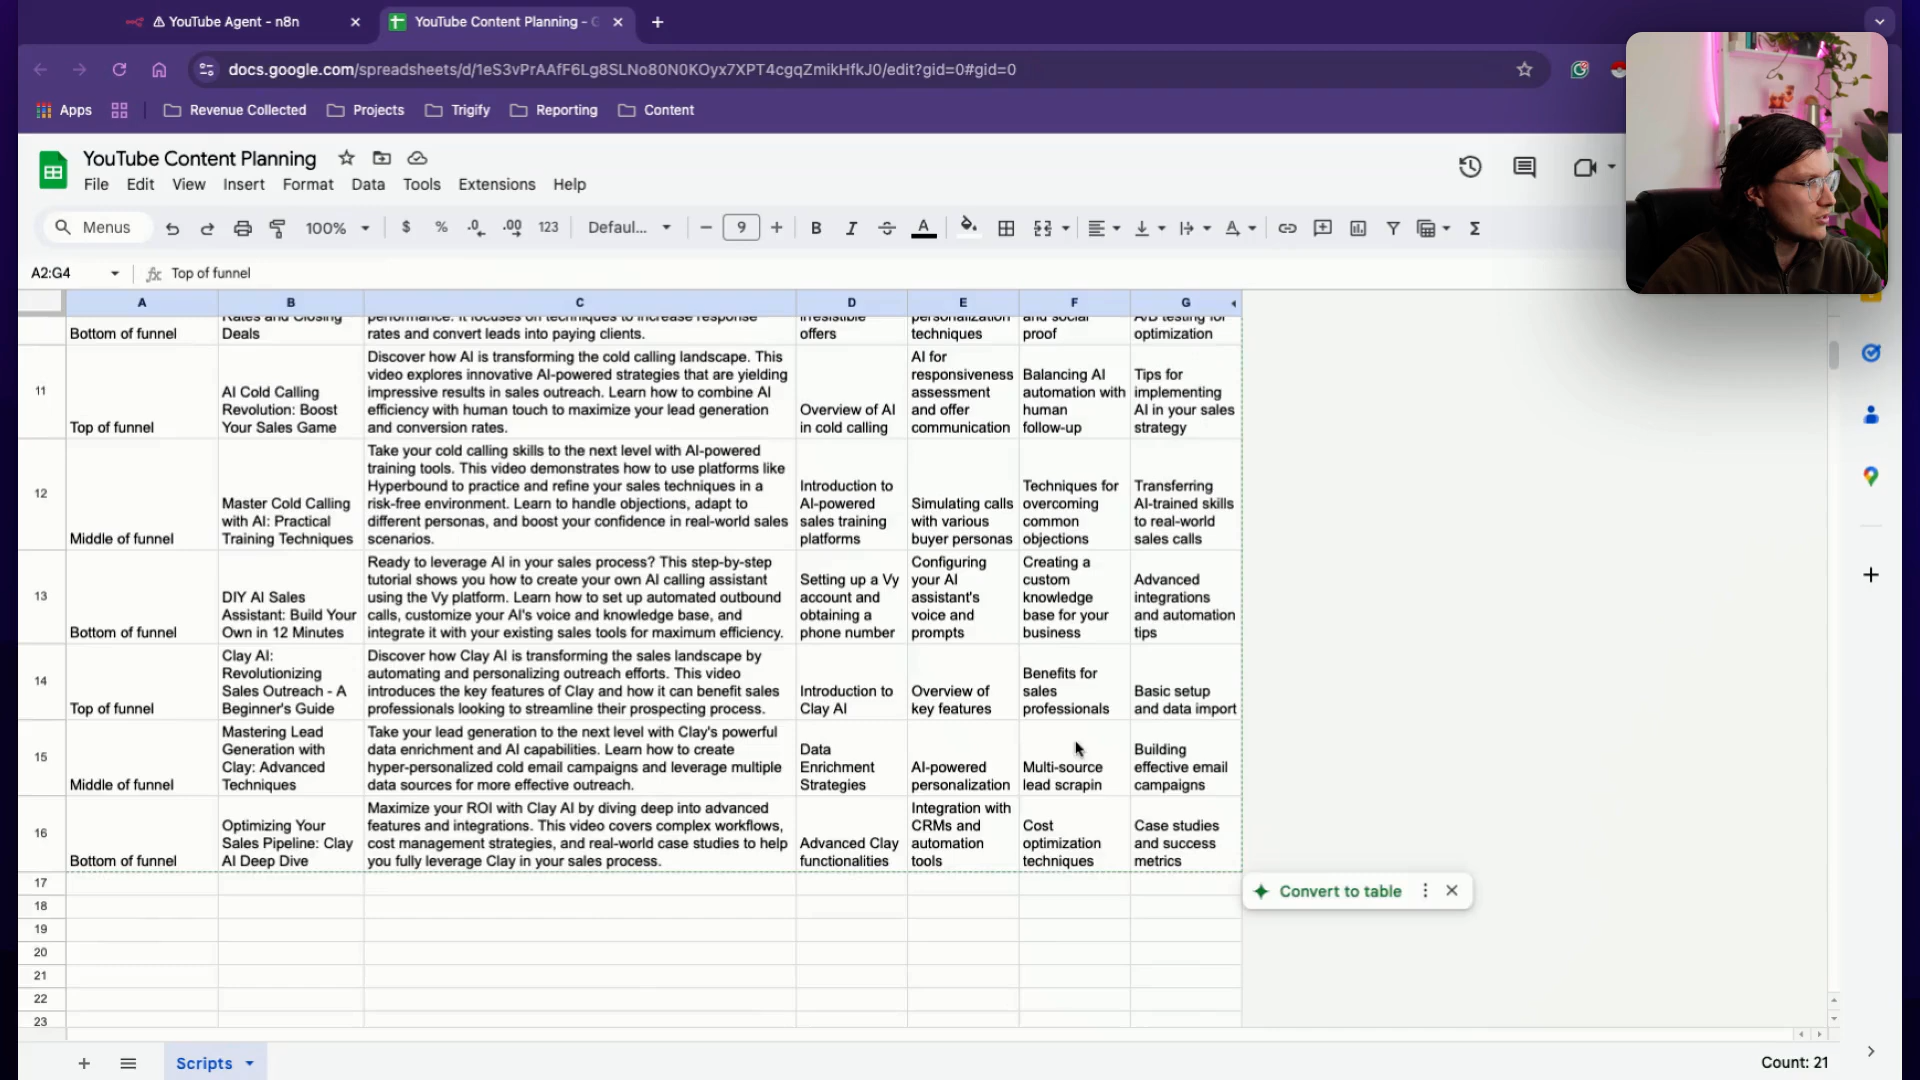 YouTube Agent - n8n
YouTube Content Planning - G
docs.google.com/spreadsheets/d/1eS3vPrAAfF6Lg8SLNo80N0KOyx7XPT4cgqZmikHfkJ0/edit?gid=0#gid=0
Apps
Revenue Collected
Projects
Trigify
Reporting
Content
YouTube Content Planning
File Edit View Insert Format Data Tools Extensions Help
Menus
100%
$ % .0 .00 123
Defaul...
9
A2:G4
Top of funnel
A B C D E F G
Bottom of funnel
Rates and Closing
Deals
performance. It focuses on techniques to increase response
rates and convert leads into paying clients.
irresistible
offers
personalization
techniques
and social
proof
A/B testing for
optimization
11
Top of funnel
AI Cold Calling
Revolution: Boost
Your Sales Game
Discover how AI is transforming the cold calling landscape. This
video explores innovative AI-powered strategies that are yielding
impressive results in sales outreach. Learn how to combine AI
efficiency with human touch to maximize your lead generation
and conversion rates.
Overview of AI
in cold calling
AI for
responsiveness
assessment
and offer
communication
Balancing AI
automation with
human
follow-up
Tips for
implementing
AI in your sales
strategy
12
Middle of funnel
Master Cold Calling
with AI: Practical
Training Techniques
Take your cold calling skills to the next level with AI-powered
training tools. This video demonstrates how to use platforms like
Hyperbound to practice and refine your sales techniques in a
risk-free environment. Learn to handle objections, adapt to
different personas, and boost your confidence in real-world sales
scenarios.
Introduction to
AI-powered
sales training
platforms
Simulating calls
with various
buyer personas
Techniques for
overcoming
common
objections
Transferring
AI-trained skills
to real-world
sales calls
13
Bottom of funnel
DIY AI Sales
Assistant: Build Your
Own in 12 Minutes
Ready to leverage AI in your sales process? This step-by-step
tutorial shows you how to create your own AI calling assistant
using the Vy platform. Learn how to set up automated outbound
calls, customize your AI's voice and knowledge base, and
integrate it with your existing sales tools for maximum efficiency.
Setting up a Vy
account and
obtaining a
phone number
Configuring
your AI
assistant's
voice and
prompts
Creating a
custom
knowledge
base for your
business
Advanced
integrations
and automation
tips
14
Top of funnel
Clay AI:
Revolutionizing
Sales Outreach - A
Beginner's Guide
Discover how Clay AI is transforming the sales landscape by
automating and personalizing outreach efforts. This video
introduces the key features of Clay and how it can benefit sales
professionals looking to streamline their prospecting process.
Introduction to
Clay AI
Overview of
key features
Benefits for
sales
professionals
Basic setup
and data import
15
Middle of funnel
Mastering Lead
Generation with
Clay: Advanced
Techniques
Take your lead generation to the next level with Clay's powerful
data enrichment and AI capabilities. Learn how to create
hyper-personalized cold email campaigns and leverage multiple
data sources for more effective outreach.
Data
Enrichment
Strategies
AI-powered
personalization
Multi-source
lead scrapin
Building
effective email
campaigns
16
Bottom of funnel
Optimizing Your
Sales Pipeline: Clay
AI Deep Dive
Maximize your ROI with Clay AI by diving deep into advanced
features and integrations. This video covers complex workflows,
cost management strategies, and real-world case studies to help
you fully leverage Clay in your sales process.
Advanced Clay
functionalities
Integration with
CRMs and
automation
tools
Cost
optimization
techniques
Case studies
and success
metrics
17
Convert to table
18
19
20
21
22
23
Scripts
Count: 21